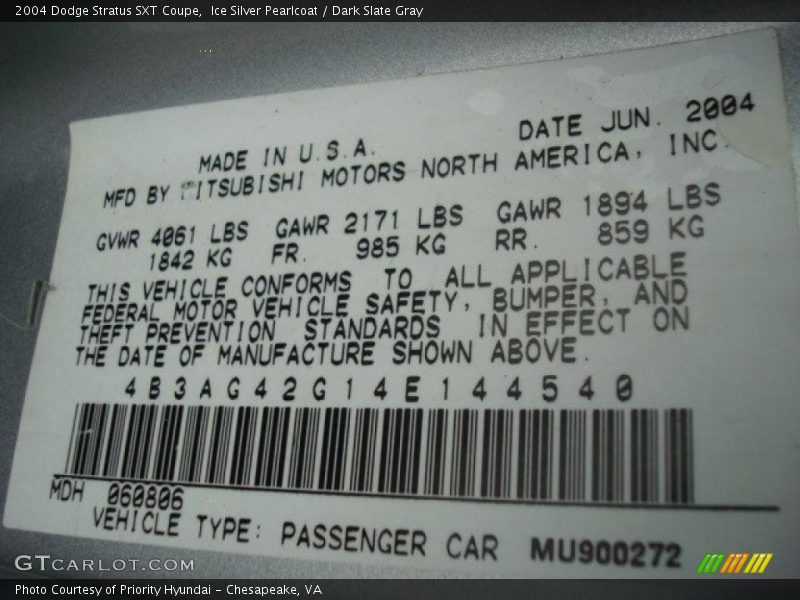 2004 Dodge Stratus SXT Coupe, Ice Silver Pearlcoat / Dark Slate Gray
MADE IN U.S.A. DATE JUN. 2004
MFD BY MITSUBISHI MOTORS NORTH AMERICA, INC.
GVWR 4061 LBS GAWR 2171 LBS GAWR 1894 LBS
1842 KG FR. 985 KG RR. 859 KG
THIS VEHICLE CONFORMS TO ALL APPLICABLE
FEDERAL MOTOR VEHICLE SAFETY, BUMPER, AND
THEFT PREVENTION STANDARDS IN EFFECT ON
THE DATE OF MANUFACTURE SHOWN ABOVE.
4B3AG42G14E144540
MDH 060806
VEHICLE TYPE: PASSENGER CAR MU900272
GTCARLOT.COM
Photo Courtesy of Priority Hyundai - Chesapeake, VA